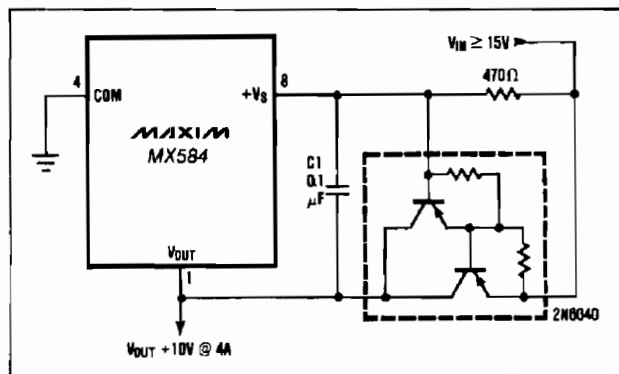 V_IN ≥ 15V
470Ω
4
COM
+V_S
8
MAXIM
MX584
C1
0.1
μF
V_OUT
1
2N6040
V_OUT +10V @ 4A